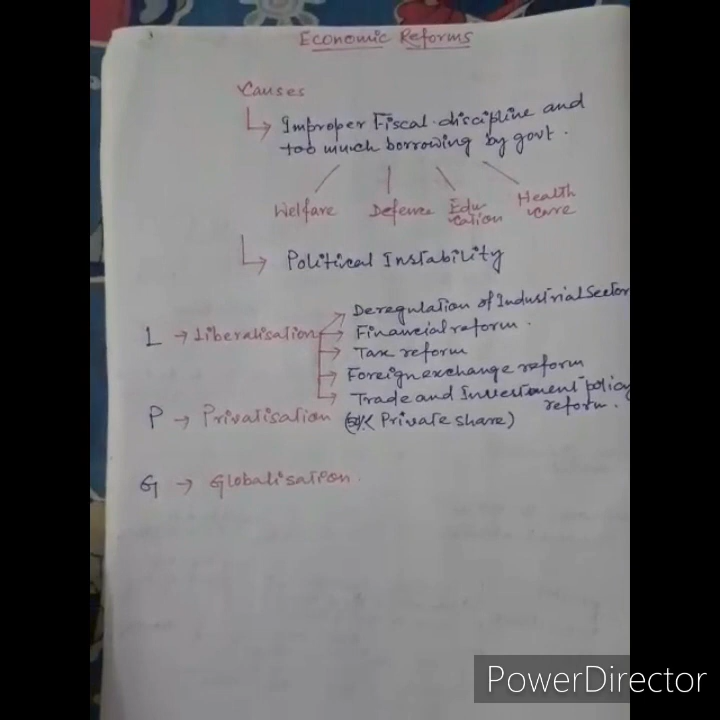 Economic Reforms
Causes
Improper Fiscal discipline and
too much borrowing by govt.
Welfare Defence Edu- Health
cation care
Political Instability
Deregulation of Industrial Sector
L → Liberalisation Financial reform.
Tax reform
Foreign exchange reform
Trade and Investment policy
reform.
P → Privatisation (51% < Private share)
G → Globalisation.
PowerDirector